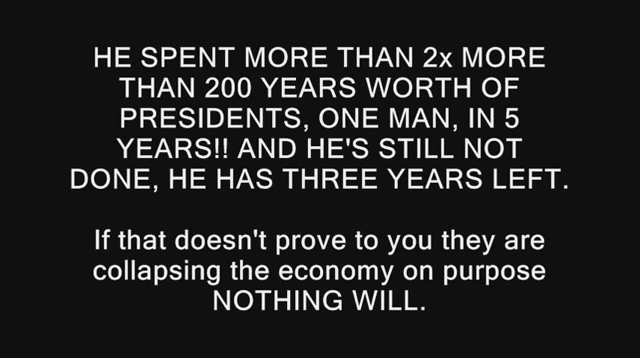 HE SPENT MORE THAN 2x MORE
THAN 200 YEARS WORTH OF
PRESIDENTS, ONE MAN, IN 5
YEARS!! AND HE'S STILL NOT
DONE, HE HAS THREE YEARS LEFT.
If that doesn't prove to you they are
collapsing the economy on purpose
NOTHING WILL.